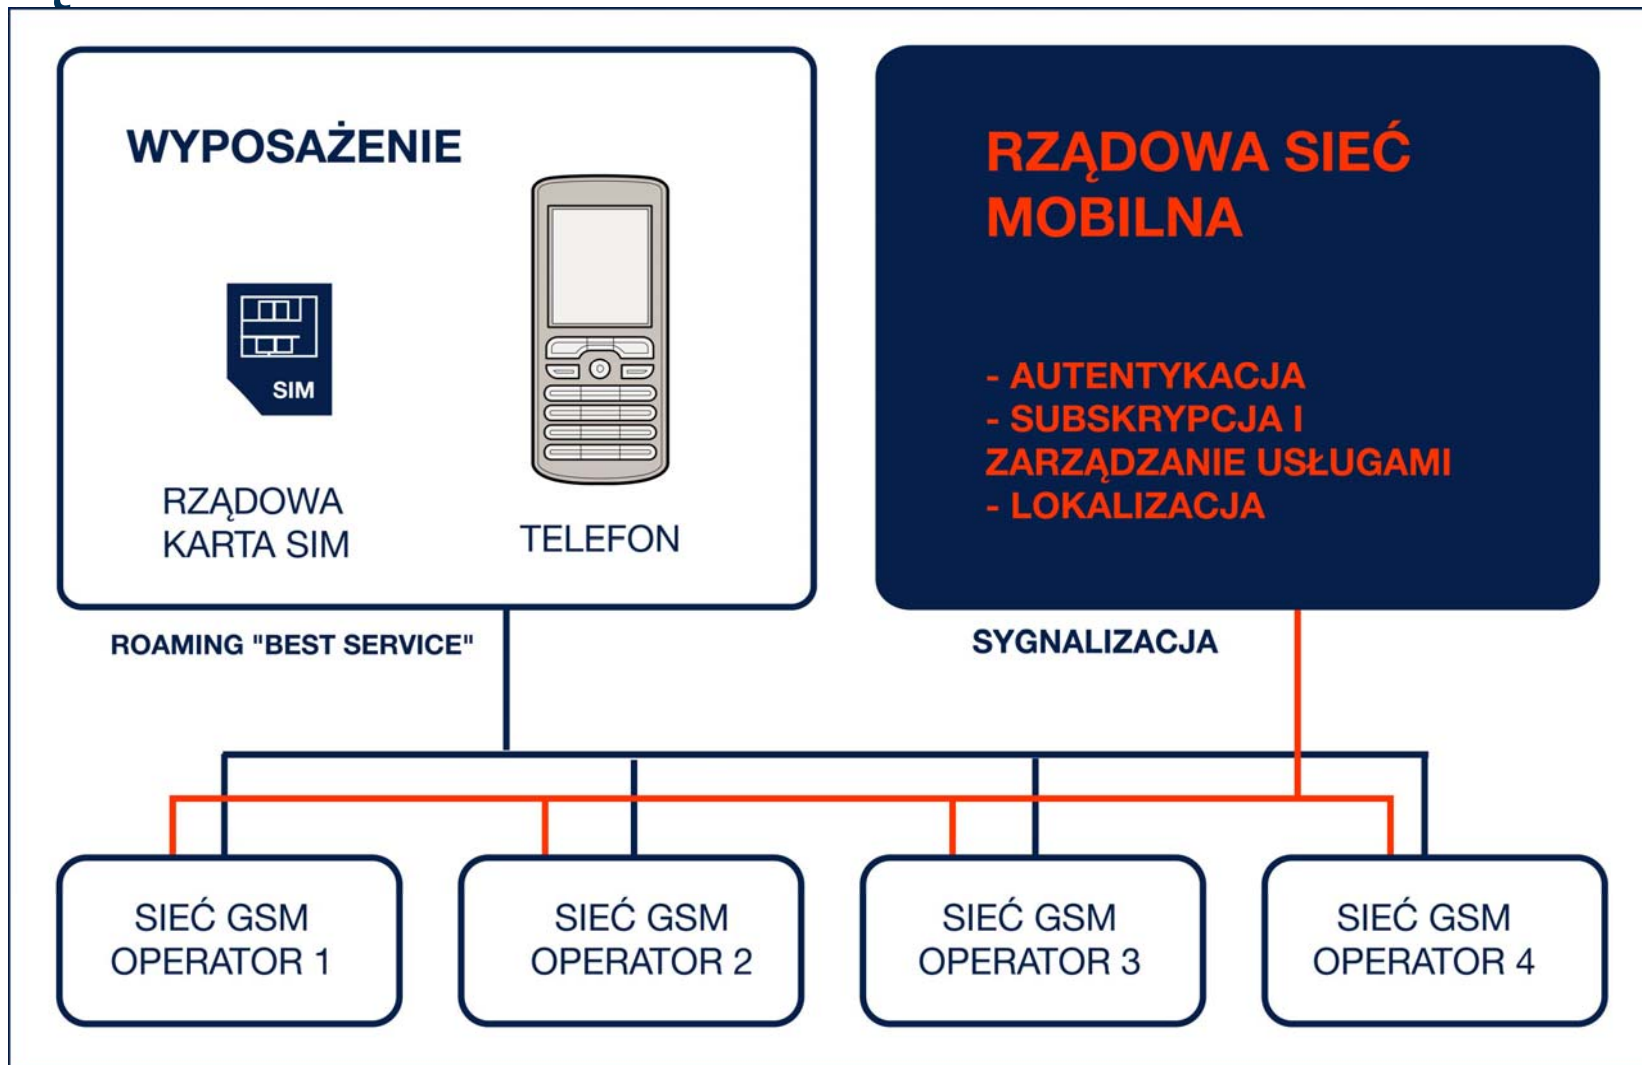 WYPOSAŻENIE
SIM
RZĄDOWA
KARTA SIM
TELEFON
RZĄDOWA SIEĆ
MOBILNA
- AUTENTYKACJA
- SUBSKRYPCJA I
ZARZĄDZANIE USŁUGAMI
- LOKALIZACJA
ROAMING "BEST SERVICE"
SYGNALIZACJA
SIEĆ GSM
OPERATOR 1
SIEĆ GSM
OPERATOR 2
SIEĆ GSM
OPERATOR 3
SIEĆ GSM
OPERATOR 4